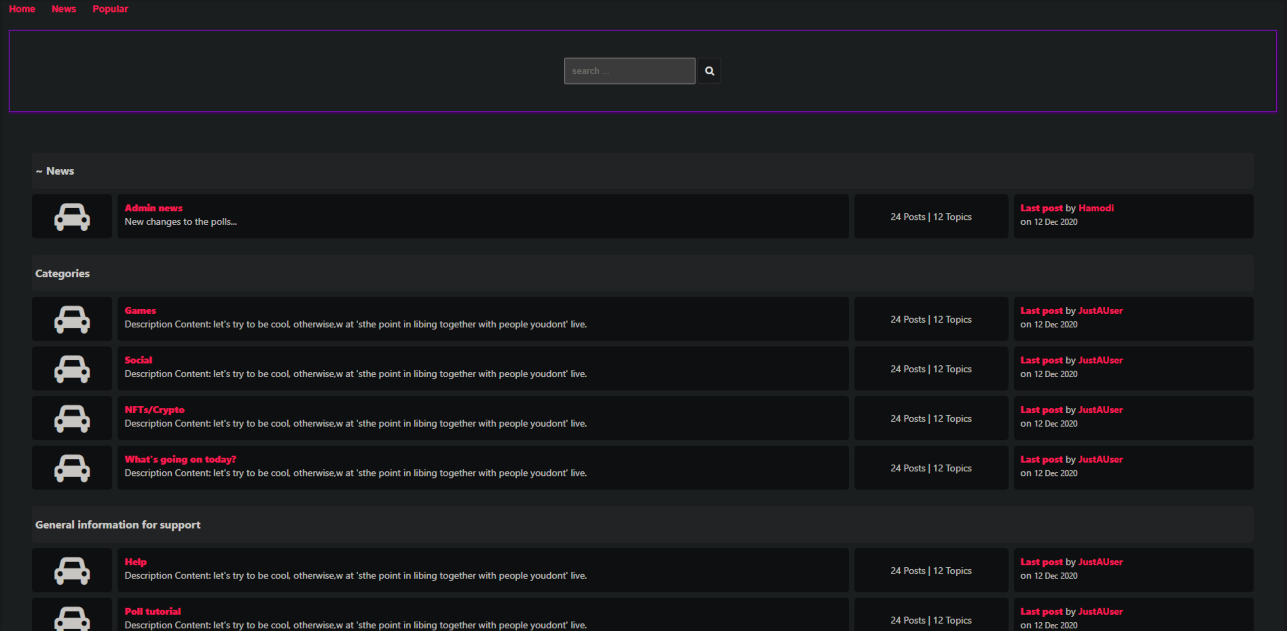 Home News Popular
search ...
~ News
Admin news
New changes to the polls...
24 Posts | 12 Topics
Last post by Hamodi
on 12 Dec 2020
Categories
Games
Description Content: let's try to be cool, otherwise,w at 'sthe point in libing together with people youdont' live.
24 Posts | 12 Topics
Last post by JustAUser
on 12 Dec 2020
Social
Description Content: let's try to be cool, otherwise,w at 'sthe point in libing together with people youdont' live.
24 Posts | 12 Topics
Last post by JustAUser
on 12 Dec 2020
NFTs/Crypto
Description Content: let's try to be cool, otherwise,w at 'sthe point in libing together with people youdont' live.
24 Posts | 12 Topics
Last post by JustAUser
on 12 Dec 2020
What's going on today?
Description Content: let's try to be cool, otherwise,w at 'sthe point in libing together with people youdont' live.
24 Posts | 12 Topics
Last post by JustAUser
on 12 Dec 2020
General information for support
Help
Description Content: let's try to be cool, otherwise,w at 'sthe point in libing together with people youdont' live.
24 Posts | 12 Topics
Last post by JustAUser
on 12 Dec 2020
Poll tutorial
Description Content: let's try to be cool, otherwise,w at 'sthe point in libing together with people youdont' live.
24 Posts | 12 Topics
Last post by JustAUser
on 12 Dec 2020